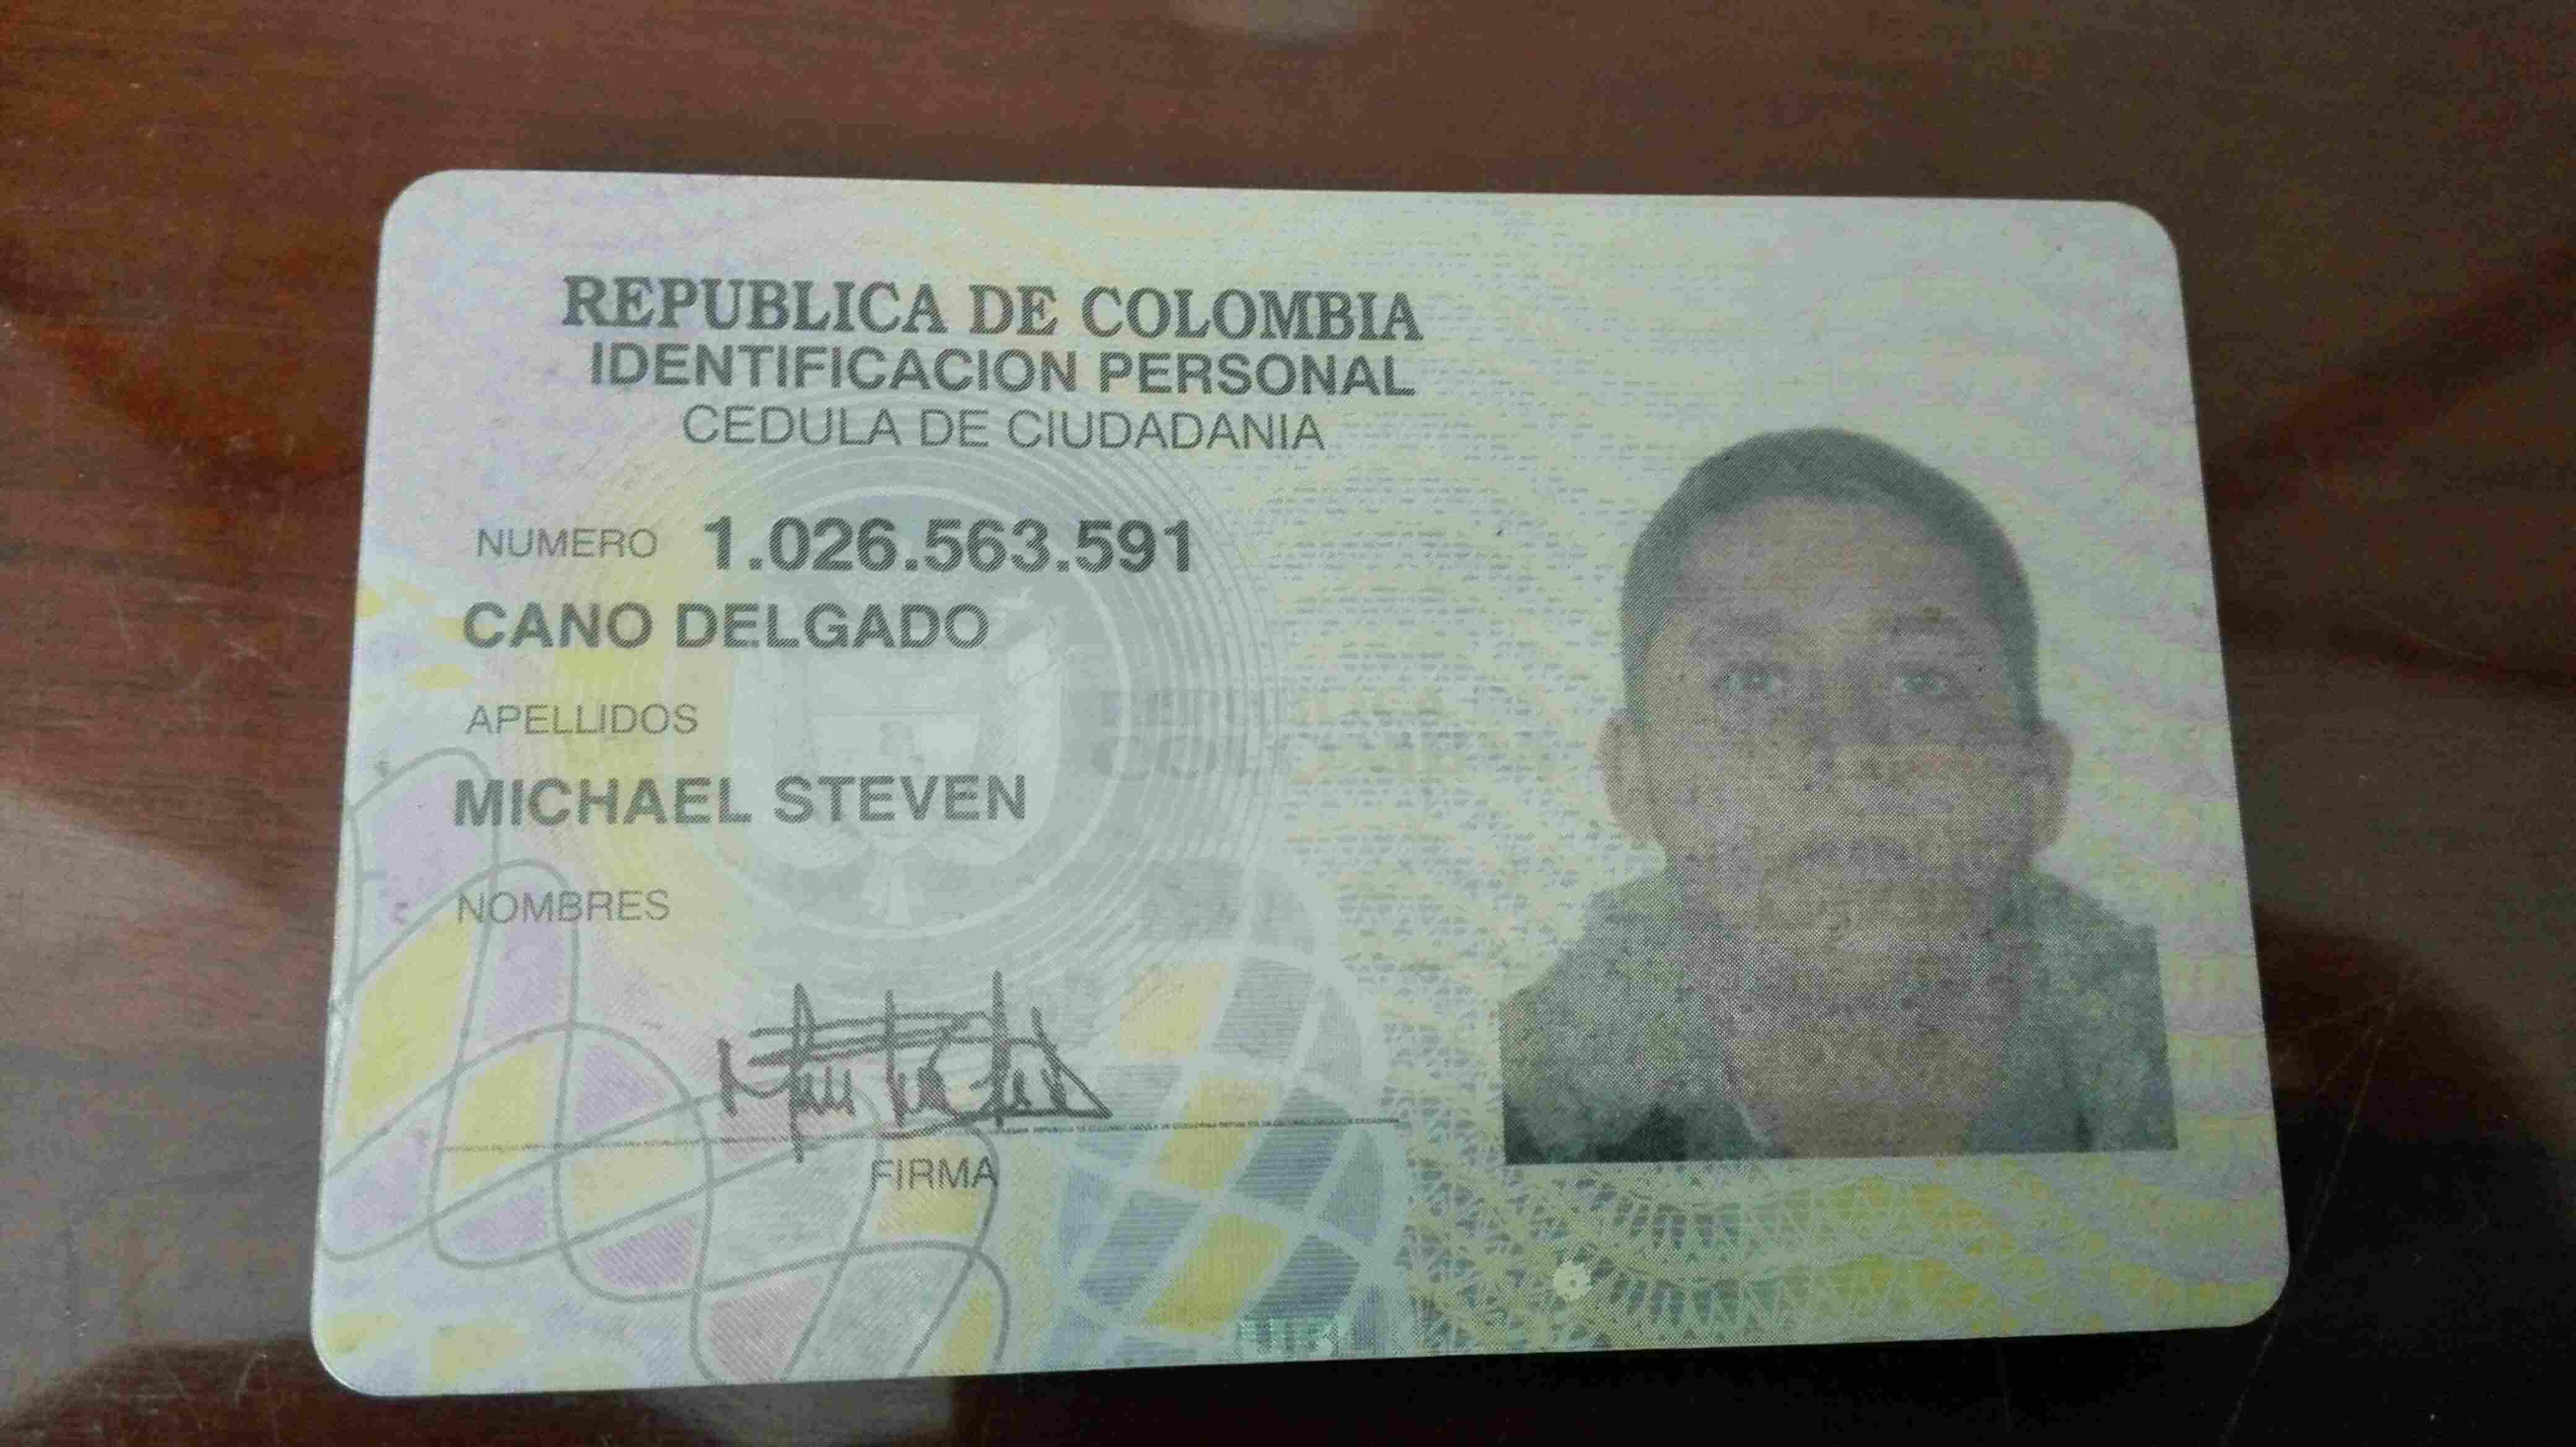 REPUBLICA DE COLOMBIA
IDENTIFICACION PERSONAL
CEDULA DE CIUDADANIA
NUMERO 1.026.563.591
CANO DELGADO
APELLIDOS
MICHAEL STEVEN
NOMBRES
FIRMA